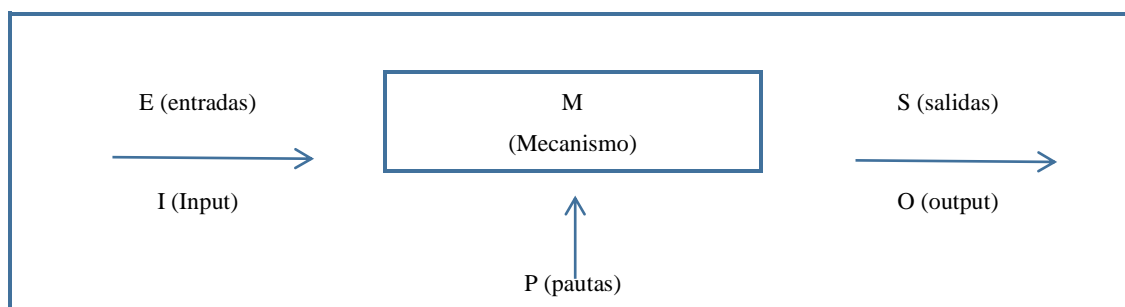 E (entradas)
M
S (salidas)
(Mecanismo)
I (Input)
O (output)
P (pautas)